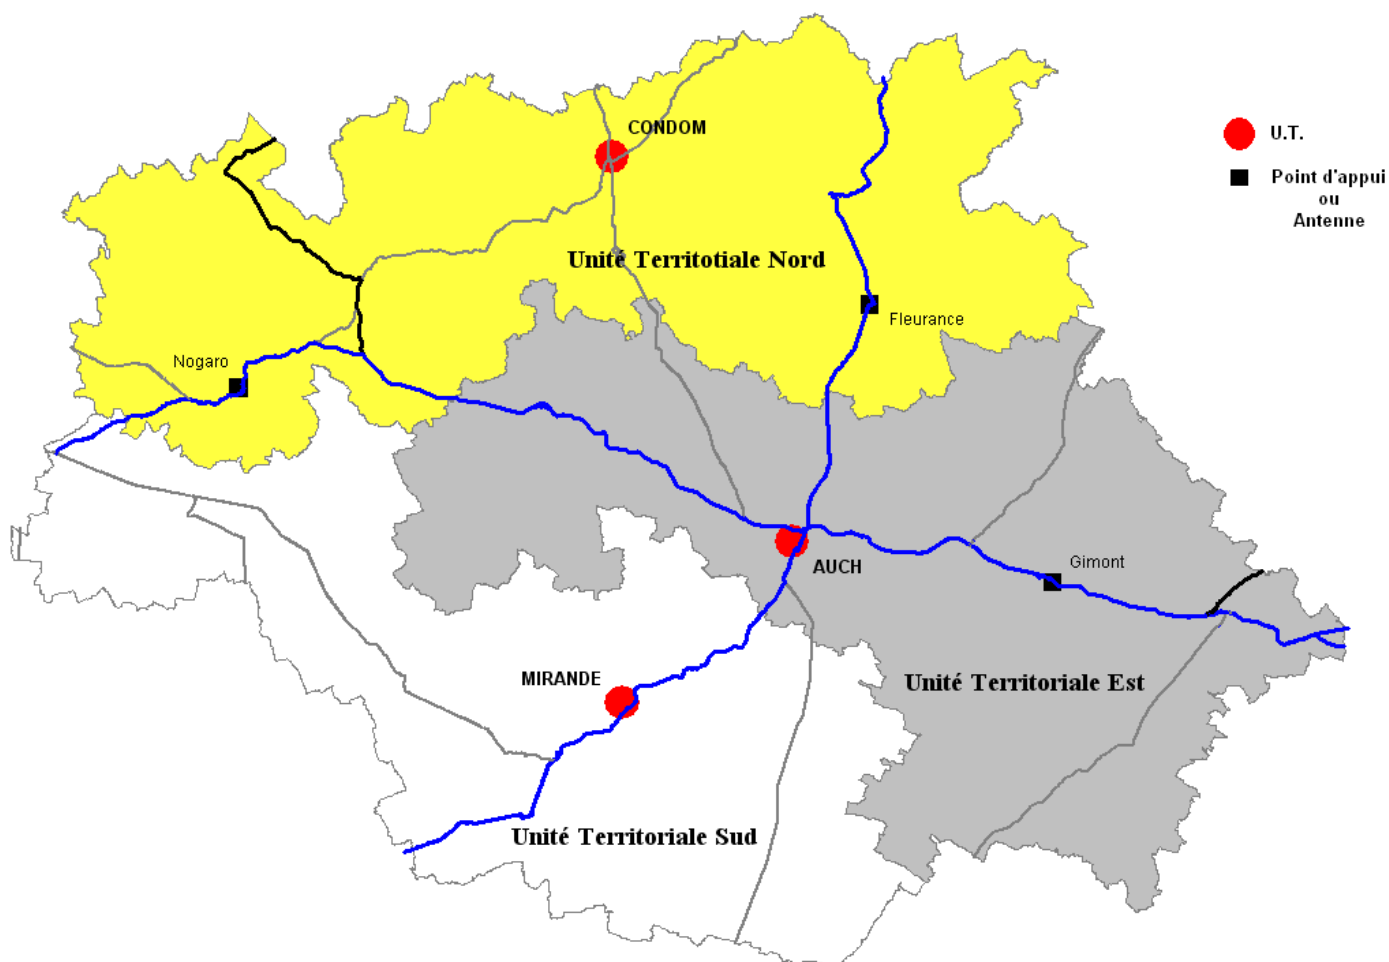 CONDOM
U.T.
Point d'appui
ou
Antenne
Unité Territotiale Nord
Fleurance
Nogaro
AUCH
Gimont
MIRANDE
Unité Territoriale Est
Unité Territoriale Sud